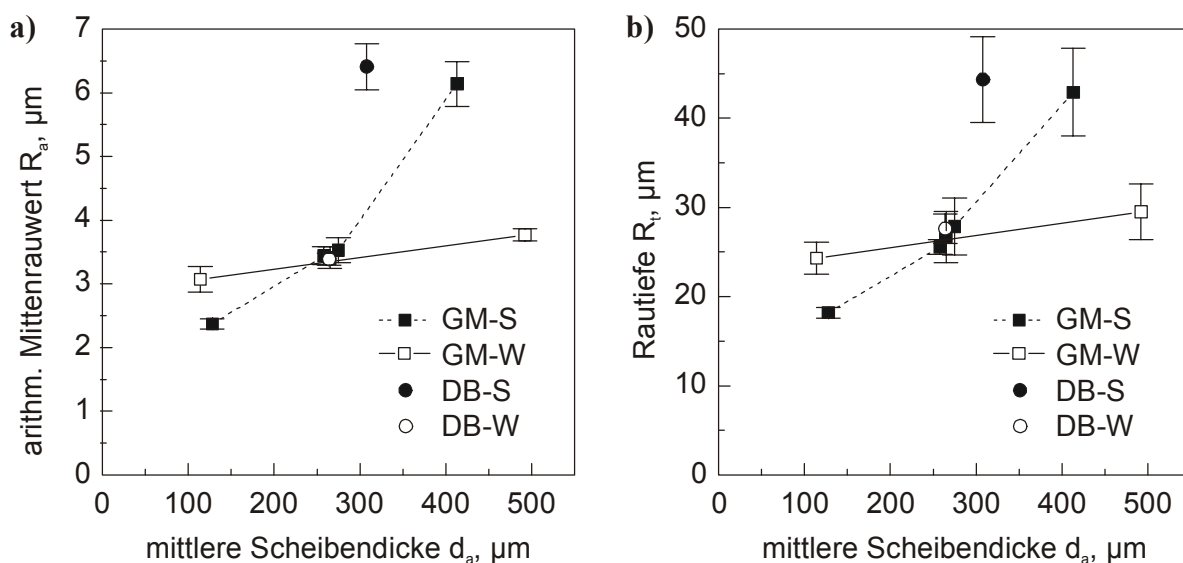 a)
arithm. Mittenrauwert Rₐ, µm
7
6
5
4
3
2
1
0
0 100 200 300 400 500
mittlere Scheibendicke dₐ, µm
GM-S
GM-W
DB-S
DB-W
b)
Rautiefe Rₜ, µm
50
40
30
20
10
0
0 100 200 300 400 500
mittlere Scheibendicke dₐ, µm
GM-S
GM-W
DB-S
DB-W